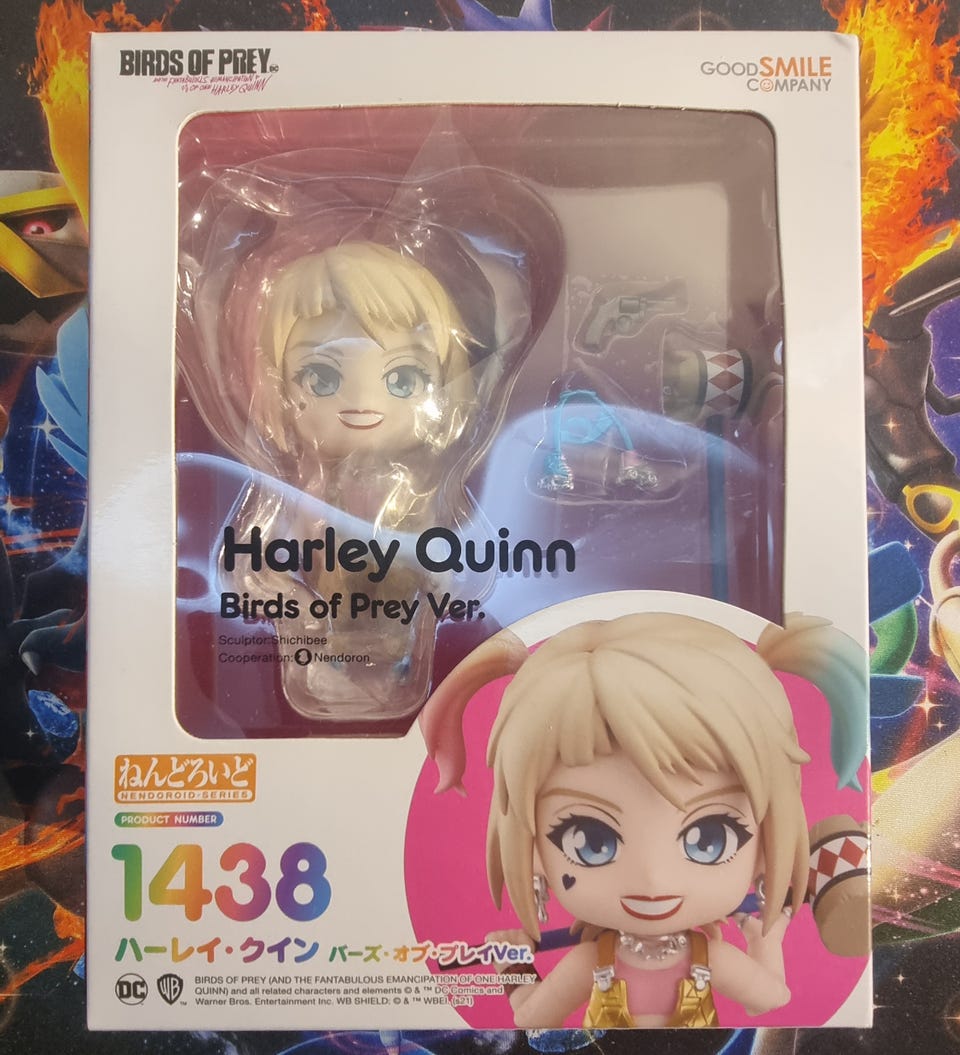 BIRDS OF PREY
AND THE FANTABULOUS EMANCIPATION
OF ONE HARLEY QUINN
GOODSMILE
COMPANY
Harley Quinn
Birds of Prey Ver.
Sculptor:Shichibee
Cooperation: Nendoron
ねんどろいど
NENDOROID-SERIES
PRODUCT NUMBER
1438
ハーレイ・クイン バーズ・オブ・プレイVer.
DC WB BIRDS OF PREY (AND THE FANTABULOUS EMANCIPATION OF ONE HARLEY
QUINN) and all related characters and elements © & ™ DC Comics and
Warner Bros. Entertainment Inc. WB SHIELD: © & ™ WBEI. (s21)